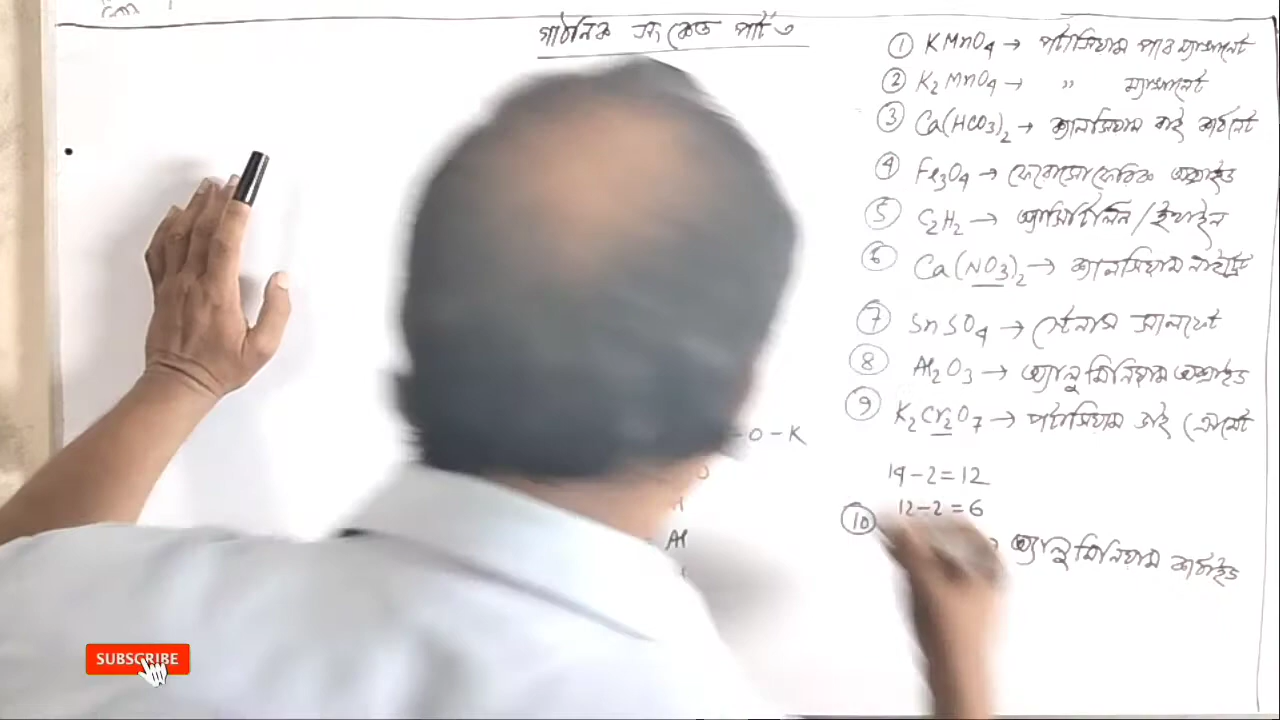 গাঠনিক সংকেত পার্ট ৩
① KMnO4 → পটাসিয়াম পার ম্যাঙ্গানেট
② K2MnO4 → " ম্যাঙ্গানেট
③ Ca(HCO3)2 → ক্যালসিয়াম বাই কার্বনেট
④ Fe3O4 → ফেরোসোফেরিক অক্সাইড
⑤ C2H2 → অ্যাসিটিলিন / ইথাইন
⑥ Ca(NO3)2 → ক্যালসিয়াম নাইট্রেট
⑦ SnSO4 → স্টেনাস সালফেট
⑧ Al2O3 → অ্যালুমিনিয়াম অক্সাইড
⑨ K2Cr2O7 → পটাসিয়াম ডাই ক্রোমেট
-O-K
14-2=12
12-2=6
⑩ অ্যালুমিনিয়াম কার্বাইড
Al
SUBSCRIBE